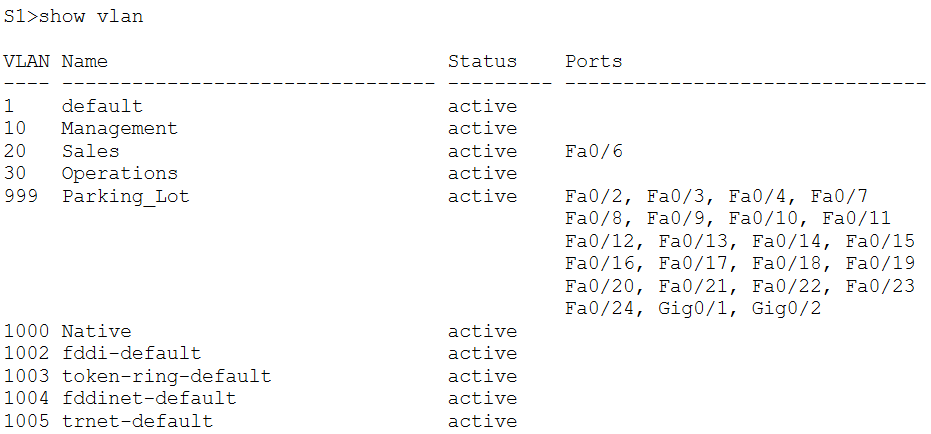 S1>show vlan
VLAN Name                             Status    Ports
---- -------------------------------- --------- -------------------------------
1    default                          active
10   Management                       active
20   Sales                            active    Fa0/6
30   Operations                       active
999  Parking_Lot                      active    Fa0/2, Fa0/3, Fa0/4, Fa0/7
                                                Fa0/8, Fa0/9, Fa0/10, Fa0/11
                                                Fa0/12, Fa0/13, Fa0/14, Fa0/15
                                                Fa0/16, Fa0/17, Fa0/18, Fa0/19
                                                Fa0/20, Fa0/21, Fa0/22, Fa0/23
                                                Fa0/24, Gig0/1, Gig0/2
1000 Native                           active
1002 fddi-default                     active
1003 token-ring-default               active
1004 fddinet-default                  active
1005 trnet-default                    active